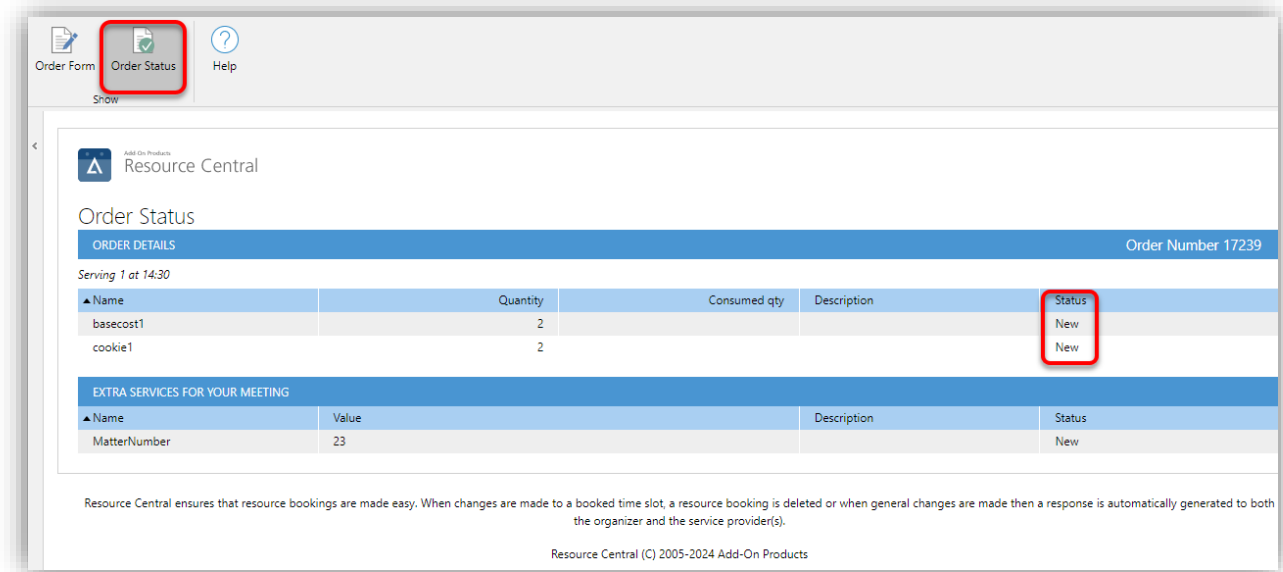 Order Form Order Status Help
Show
Add-On Products
Resource Central
Order Status
ORDER DETAILS Order Number 17239
Serving 1 at 14:30
▲Name Quantity Consumed qty Description Status
basecost1 2 New
cookie1 2 New
EXTRA SERVICES FOR YOUR MEETING
▲Name Value Description Status
MatterNumber 23 New
Resource Central ensures that resource bookings are made easy. When changes are made to a booked time slot, a resource booking is deleted or when general changes are made then a response is automatically generated to both
the organizer and the service provider(s).
Resource Central (C) 2005-2024 Add-On Products